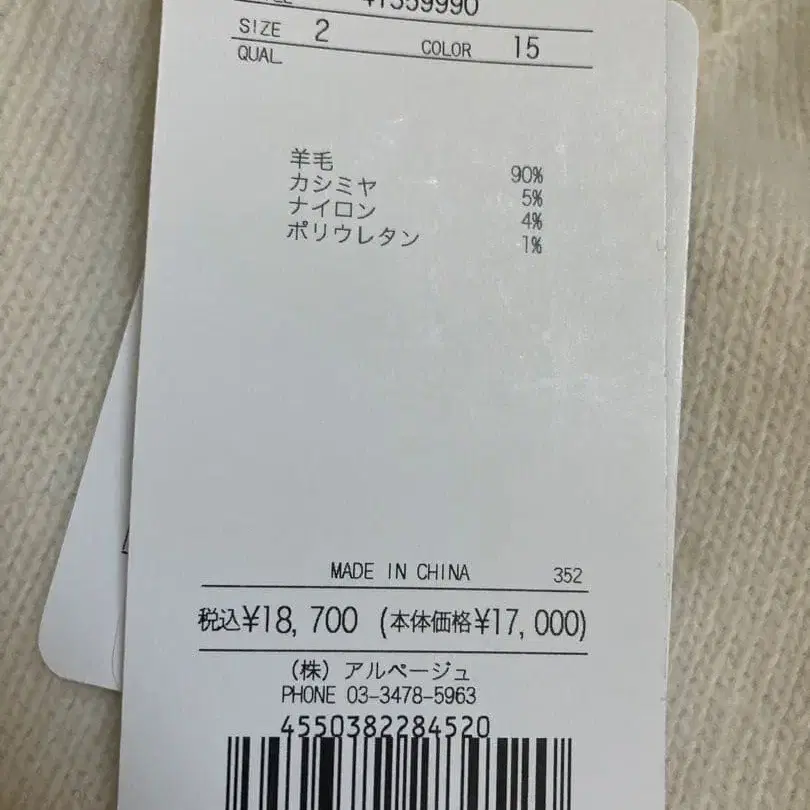 SIZE 2 COLOR 15
QUAL
羊毛 90%
カシミヤ 5%
ナイロン 4%
ポリウレタン 1%
MADE IN CHINA 352
税込¥18,700 (本体価格¥17,000)
(株) アルページュ
PHONE 03-3478-5963
4550382284520